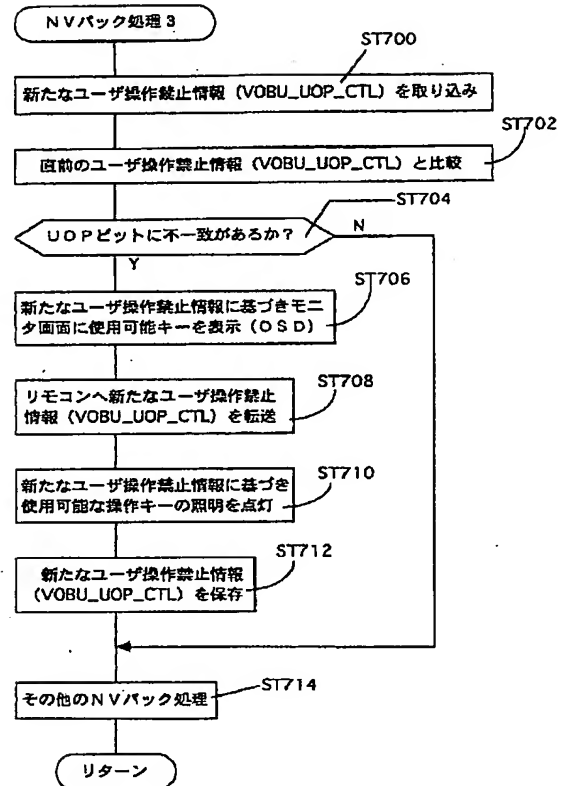 NVパック処理3
ST700
新たなユーザ操作禁止情報 (VOBU_UOP_CTL) を取り込み
ST702
直前のユーザ操作禁止情報 (VOBU_UOP_CTL) と比較
ST704
UOPビットに不一致があるか?
N
Y
ST706
新たなユーザ操作禁止情報に基づきモニ
タ画面に使用可能キーを表示 (OSD)
ST708
リモコンへ新たなユーザ操作禁止
情報 (VOBU_UOP_CTL) を転送
ST710
新たなユーザ操作禁止情報に基づき
使用可能な操作キーの照明を点灯
ST712
新たなユーザ操作禁止情報
(VOBU_UOP_CTL) を保存
ST714
その他のNVパック処理
リターン